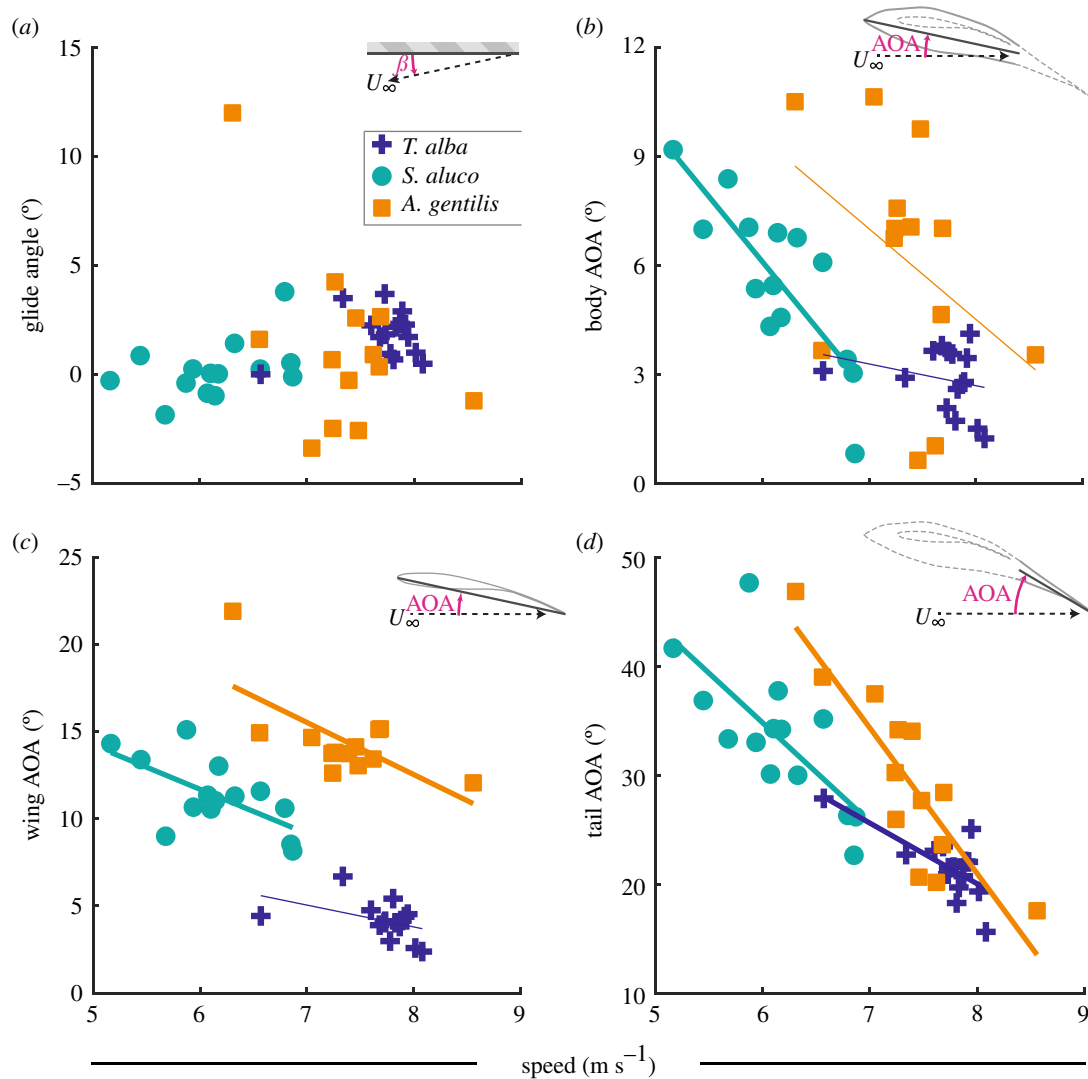 (a)
15
10
5
0
–5
glide angle (º)
β
U∞
T. alba
S. aluco
A. gentilis
(b)
12
9
6
3
0
body AOA (º)
AOA
U∞
(c)
25
20
15
10
5
0
wing AOA (º)
AOA
U∞
5 6 7 8 9
(d)
50
40
30
20
10
tail AOA (º)
AOA
U∞
5 6 7 8 9
speed (m s⁻¹)